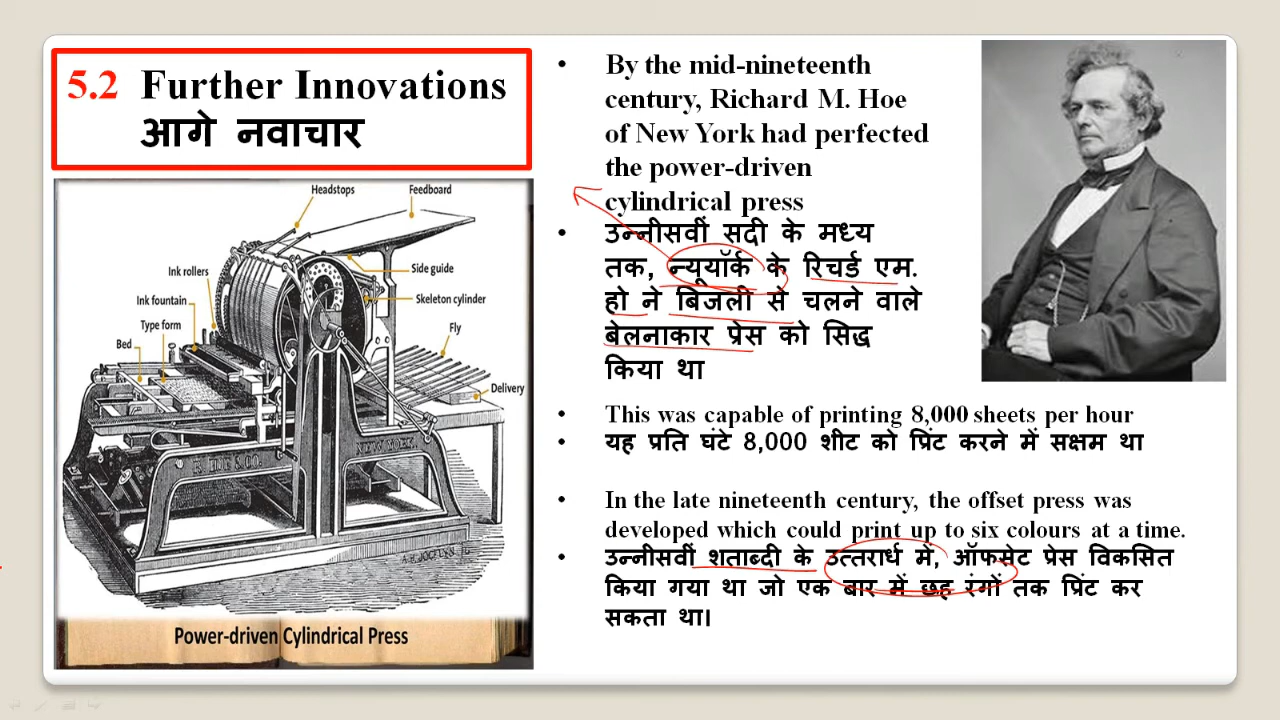 5.2 Further Innovations
आगे नवाचार
Headstops
Feedboard
Side guide
Ink rollers
Skeleton cylinder
Ink fountain
Type form
Fly
Bed
Delivery
NEW YORK
R. HOE & CO.
Power-driven Cylindrical Press
• By the mid-nineteenth
century, Richard M. Hoe
of New York had perfected
the power-driven
cylindrical press
• उन्नीसवीं सदी के मध्य
तक, न्यूयॉर्क के रिचर्ड एम.
हो ने बिजली से चलने वाले
बेलनाकार प्रेस को सिद्ध
किया था
• This was capable of printing 8,000 sheets per hour
• यह प्रति घंटे 8,000 शीट को प्रिंट करने में सक्षम था
• In the late nineteenth century, the offset press was
developed which could print up to six colours at a time.
• उन्नीसवीं शताब्दी के उत्तरार्ध में, ऑफसेट प्रेस विकसित
किया गया था जो एक बार में छह रंगों तक प्रिंट कर
सकता था।